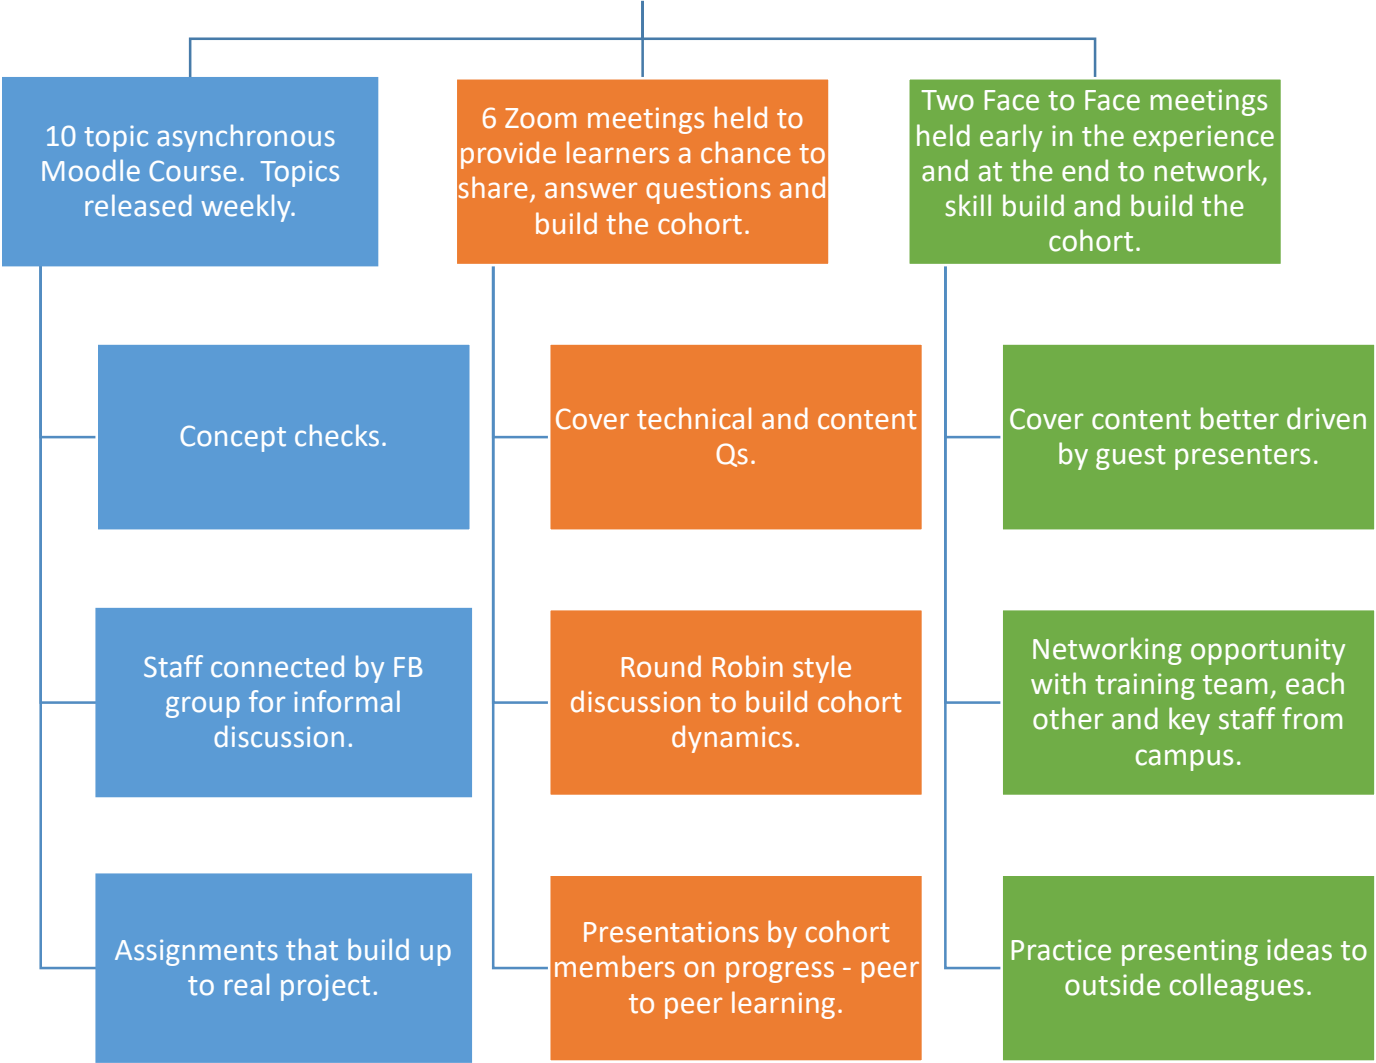 10 topic asynchronous
Moodle Course.  Topics
released weekly.
Concept checks.
Staff connected by FB
group for informal
discussion.
Assignments that build up
to real project.
6 Zoom meetings held to
provide learners a chance to
share, answer questions and
build the cohort.
Cover technical and content
Qs.
Round Robin style
discussion to build cohort
dynamics.
Presentations by cohort
members on progress - peer
to peer learning.
Two Face to Face meetings
held early in the experience
and at the end to network,
skill build and build the
cohort.
Cover content better driven
by guest presenters.
Networking opportunity
with training team, each
other and key staff from
campus.
Practice presenting ideas to
outside colleagues.